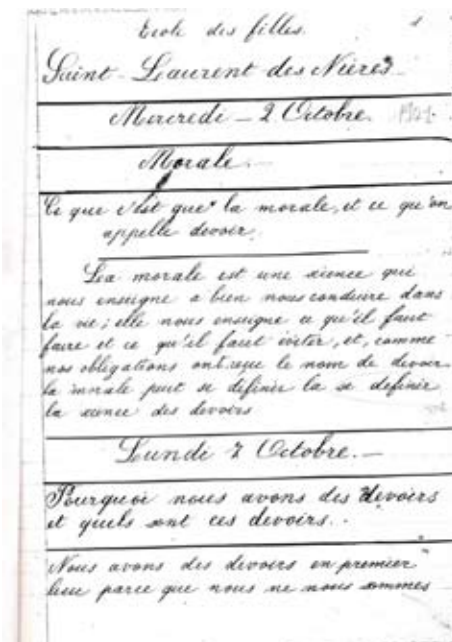 Ecole des filles. 1
Saint-Laurent des Nières
Mercredi - 2 Octobre.
Morale.-
Ce que c'est que la morale, et ce qu'on
appelle devoir.
La morale est une sience qui
nous enseigne a bien nous conduire dans
la vie; elle nous enseigne ce qu'il faut
faire et ce qu'il faut éviter, et, comme
nos obligations ont reçu le nom de devoir
la morale peut se définir la se définir
la sience des devoirs
Lundi 7 Octobre.-
Pourquoi nous avons des devoirs
et quels sont ces devoirs.
Nous avons des devoirs en premier
lieu parce que nous ne nous sommes